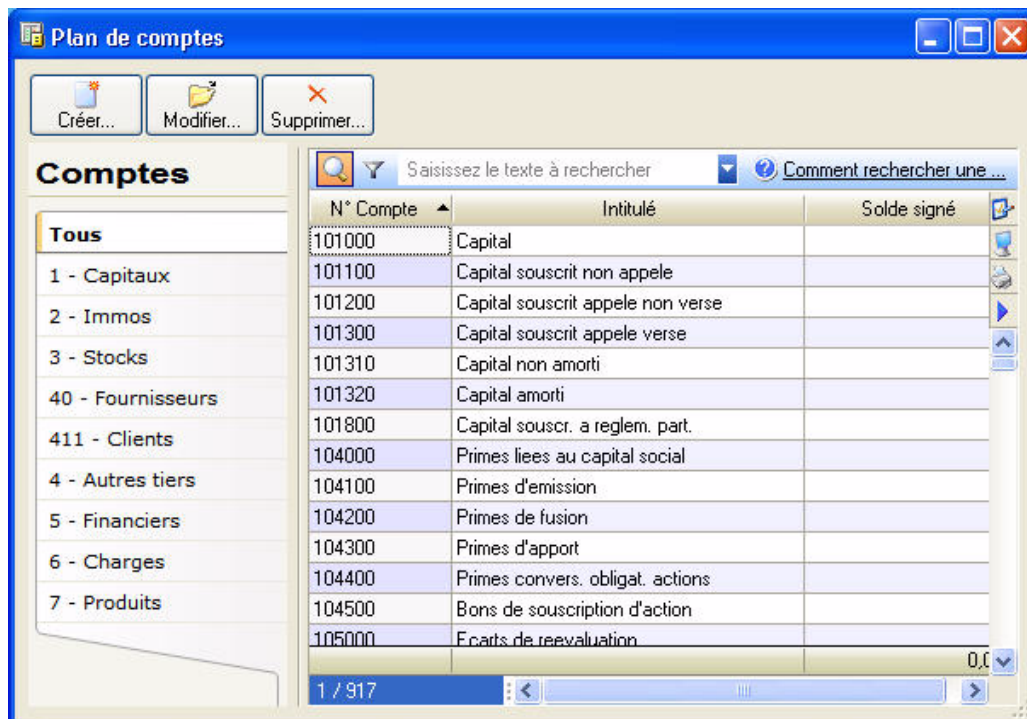 Plan de comptes
Créer... Modifier... Supprimer...
Comptes
Tous
1 - Capitaux
2 - Immos
3 - Stocks
40 - Fournisseurs
411 - Clients
4 - Autres tiers
5 - Financiers
6 - Charges
7 - Produits
Saisissez le texte à rechercher Comment rechercher une ...
N° Compte Intitulé Solde signé
101000 Capital
101100 Capital souscrit non appele
101200 Capital souscrit appele non verse
101300 Capital souscrit appele verse
101310 Capital non amorti
101320 Capital amorti
101800 Capital souscr. a reglem. part.
104000 Primes liees au capital social
104100 Primes d'emission
104200 Primes de fusion
104300 Primes d'apport
104400 Primes convers. obligat. actions
104500 Bons de souscription d'action
105000 Ecarts de reevaluation
0,0
1 / 917